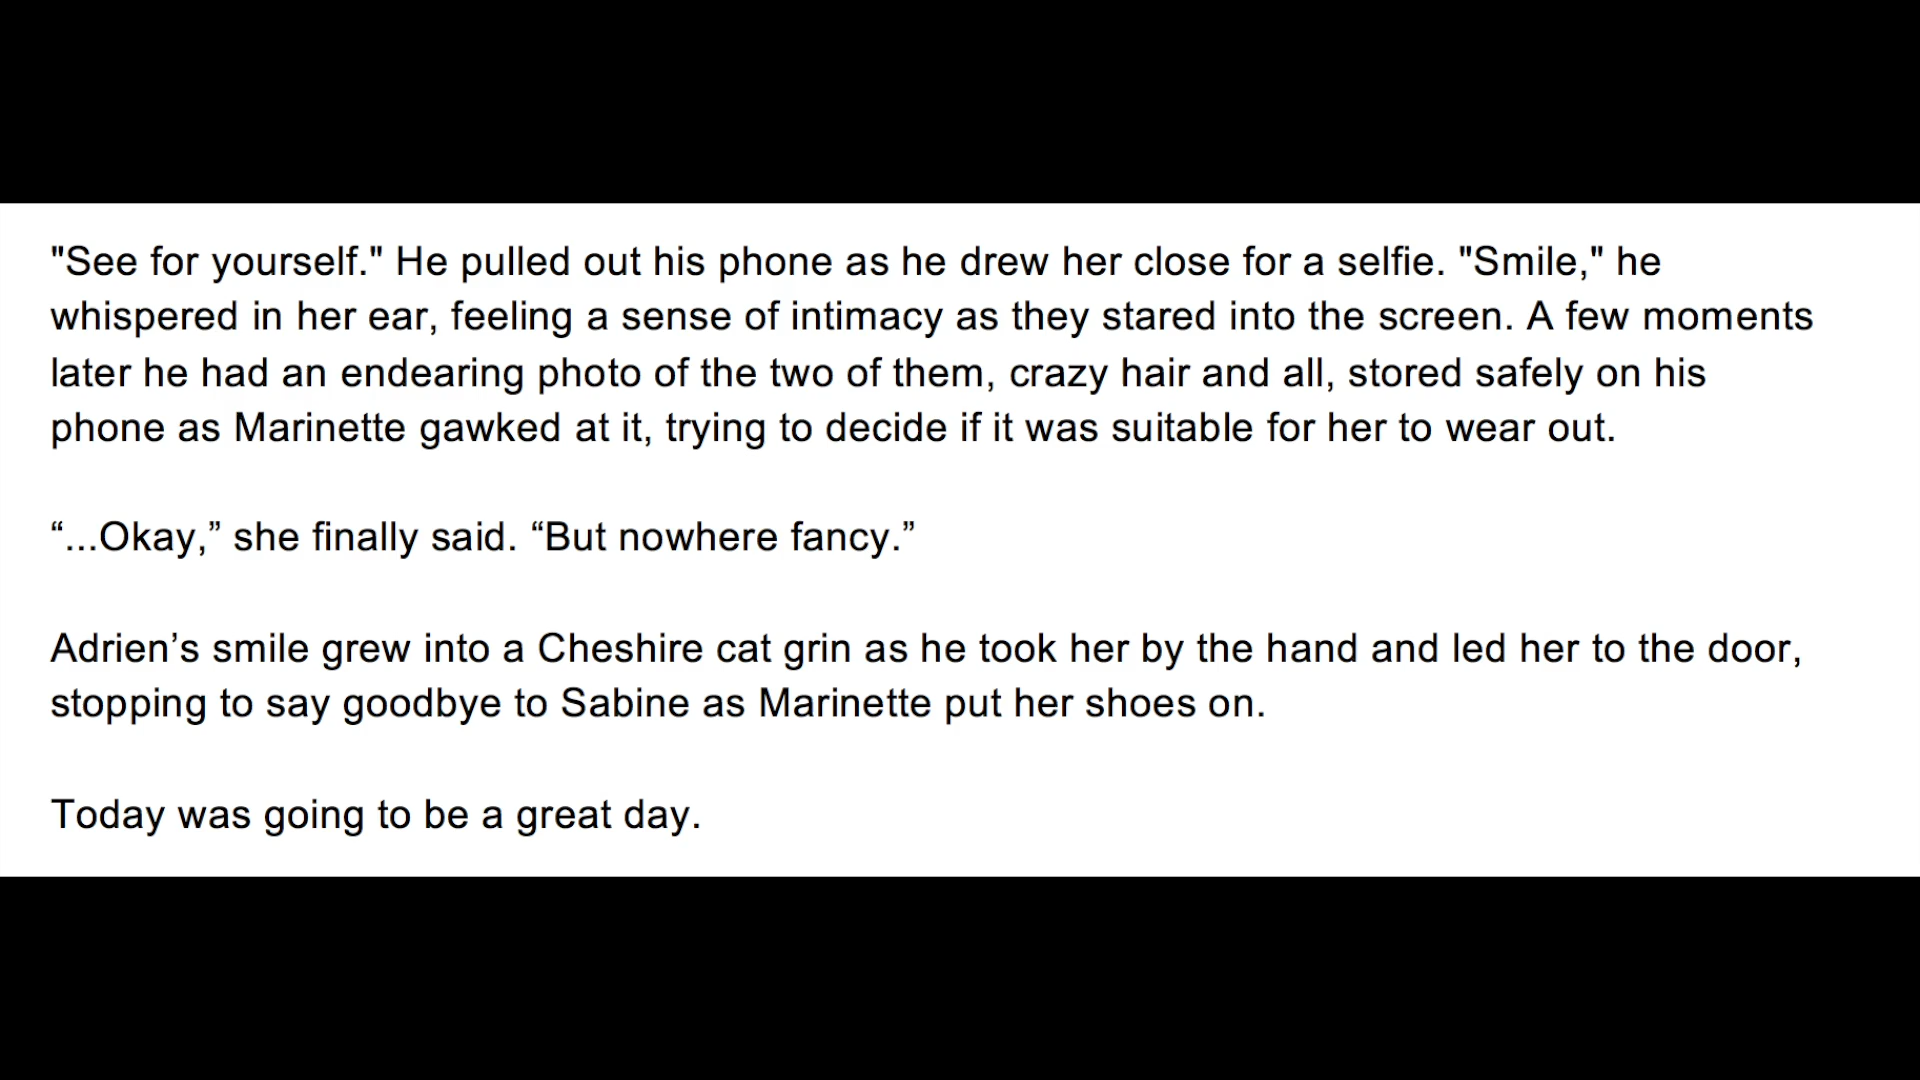 "See for yourself." He pulled out his phone as he drew her close for a selfie. "Smile," he
whispered in her ear, feeling a sense of intimacy as they stared into the screen. A few moments
later he had an endearing photo of the two of them, crazy hair and all, stored safely on his
phone as Marinette gawked at it, trying to decide if it was suitable for her to wear out.
“...Okay,” she finally said. “But nowhere fancy.”
Adrien’s smile grew into a Cheshire cat grin as he took her by the hand and led her to the door,
stopping to say goodbye to Sabine as Marinette put her shoes on.
Today was going to be a great day.